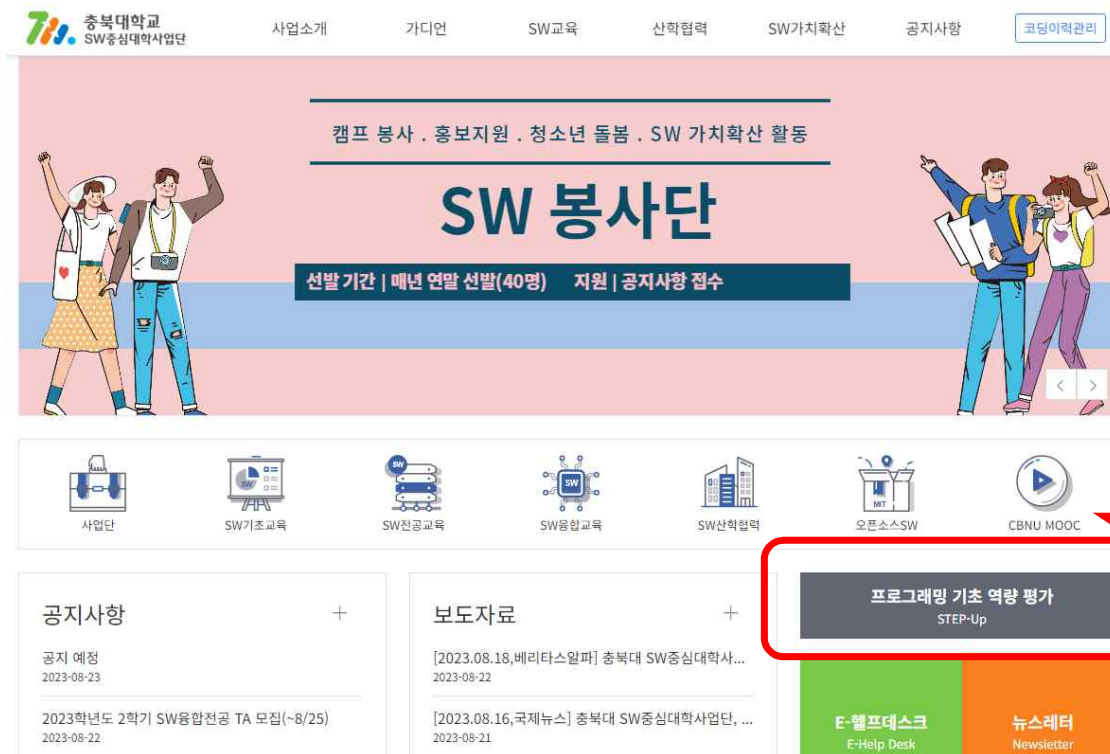 충북대학교
SW중심대학사업단
사업소개
가디언
SW교육
산학협력
SW가치확산
공지사항
코딩이력관리
캠프 봉사 . 홍보지원 . 청소년 돌봄 . SW 가치확산 활동
SW 봉사단
선발 기간 | 매년 연말 선발(40명) 지원 | 공지사항 접수
사업단
SW기초교육
SW전공교육
SW융합교육
SW산학협력
오픈소스SW
CBNU MOOC
SW
SW
SW
MIT
공지사항
공지 예정
2023-08-23
2023학년도 2학기 SW융합전공 TA 모집(~8/25)
2023-08-22
보도자료
[2023.08.18,베리타스알파] 충북대 SW중심대학사...
2023-08-22
[2023.08.16,국제뉴스] 충북대 SW중심대학사업단, ...
2023-08-21
프로그래밍 기초 역량 평가
STEP-Up
E-헬프데스크
E-Help Desk
뉴스레터
Newsletter